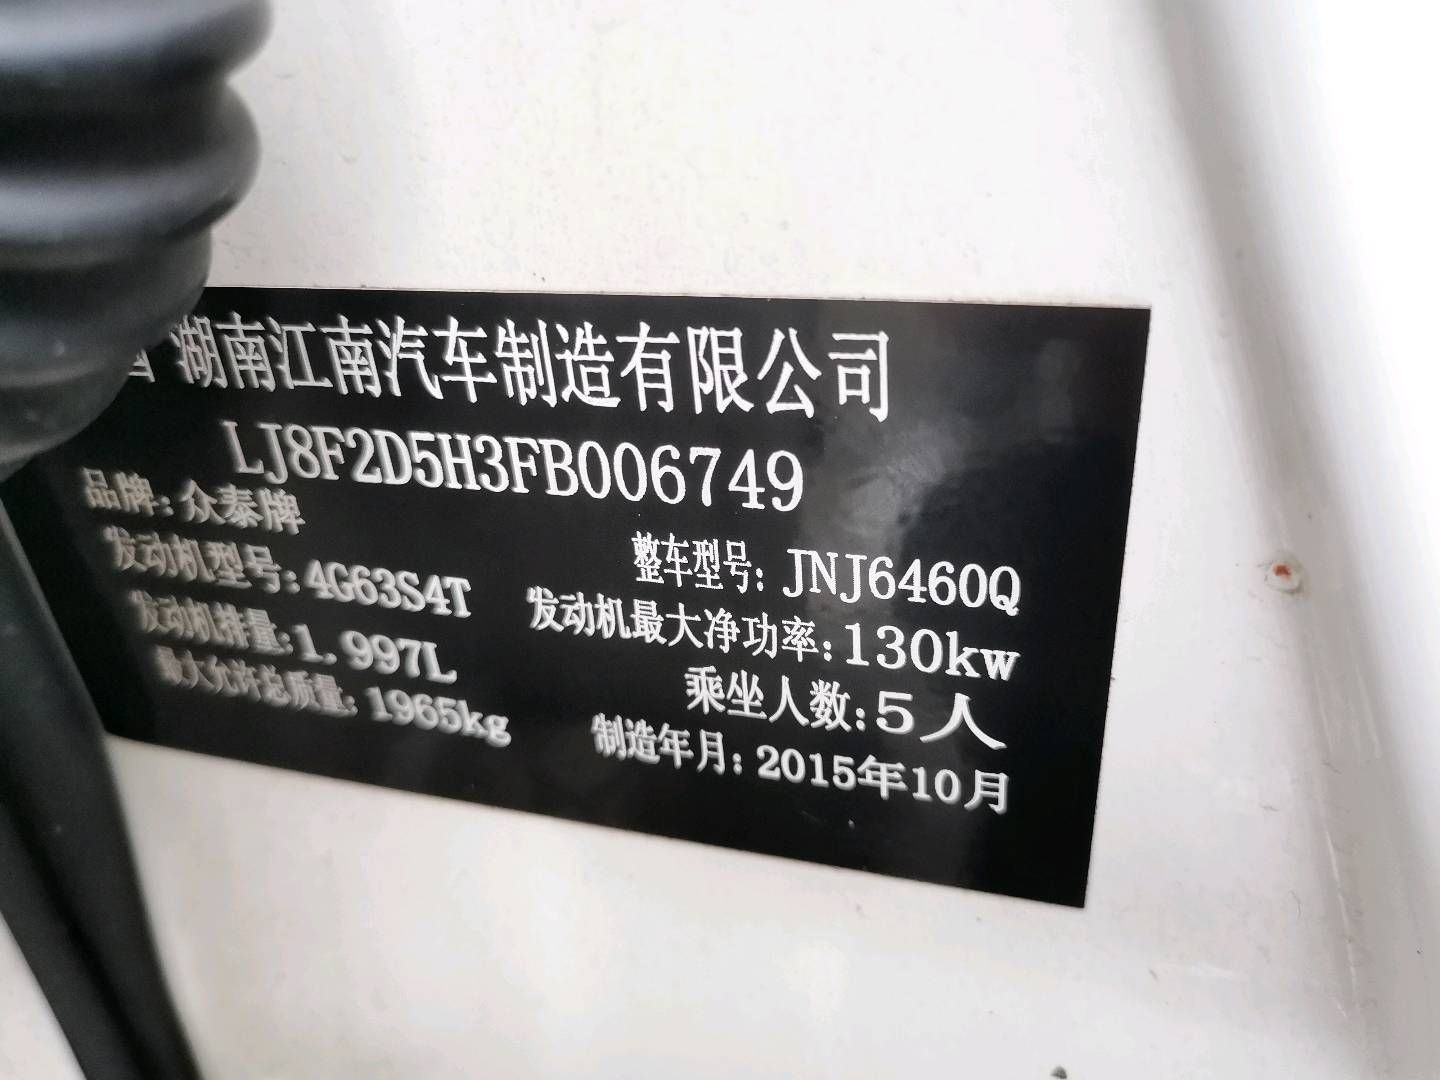 湖南江南汽车制造有限公司
LJ8F2D5H3FB006749
品牌:众泰牌
整车型号:JNJ6460Q
发动机型号:4G63S4T
发动机最大净功率:130kw
发动机排量:1.997L
乘坐人数:5人
最大允许总质量:1965kg
制造年月:2015年10月